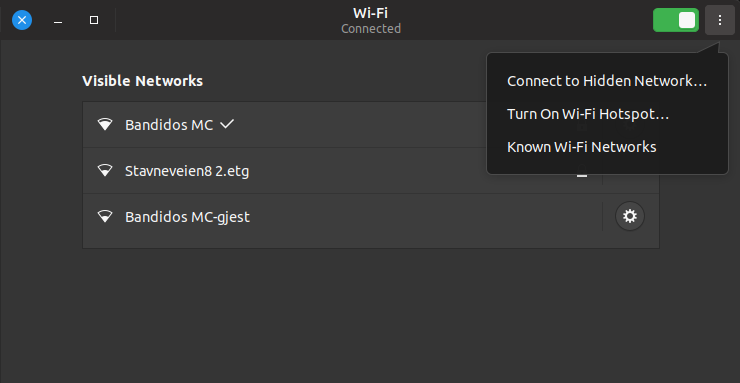 Wi-Fi
Connected
Visible Networks
Bandidos MC
Stavneveien8 2.etg
Bandidos MC-gjest
Connect to Hidden Network…
Turn On Wi-Fi Hotspot…
Known Wi-Fi Networks